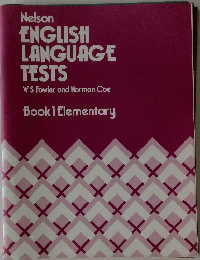 Nelson
ENGLISH
LANGUAGE
TESTS
W S Fowler and Norman Coe
Book 1 Elementary